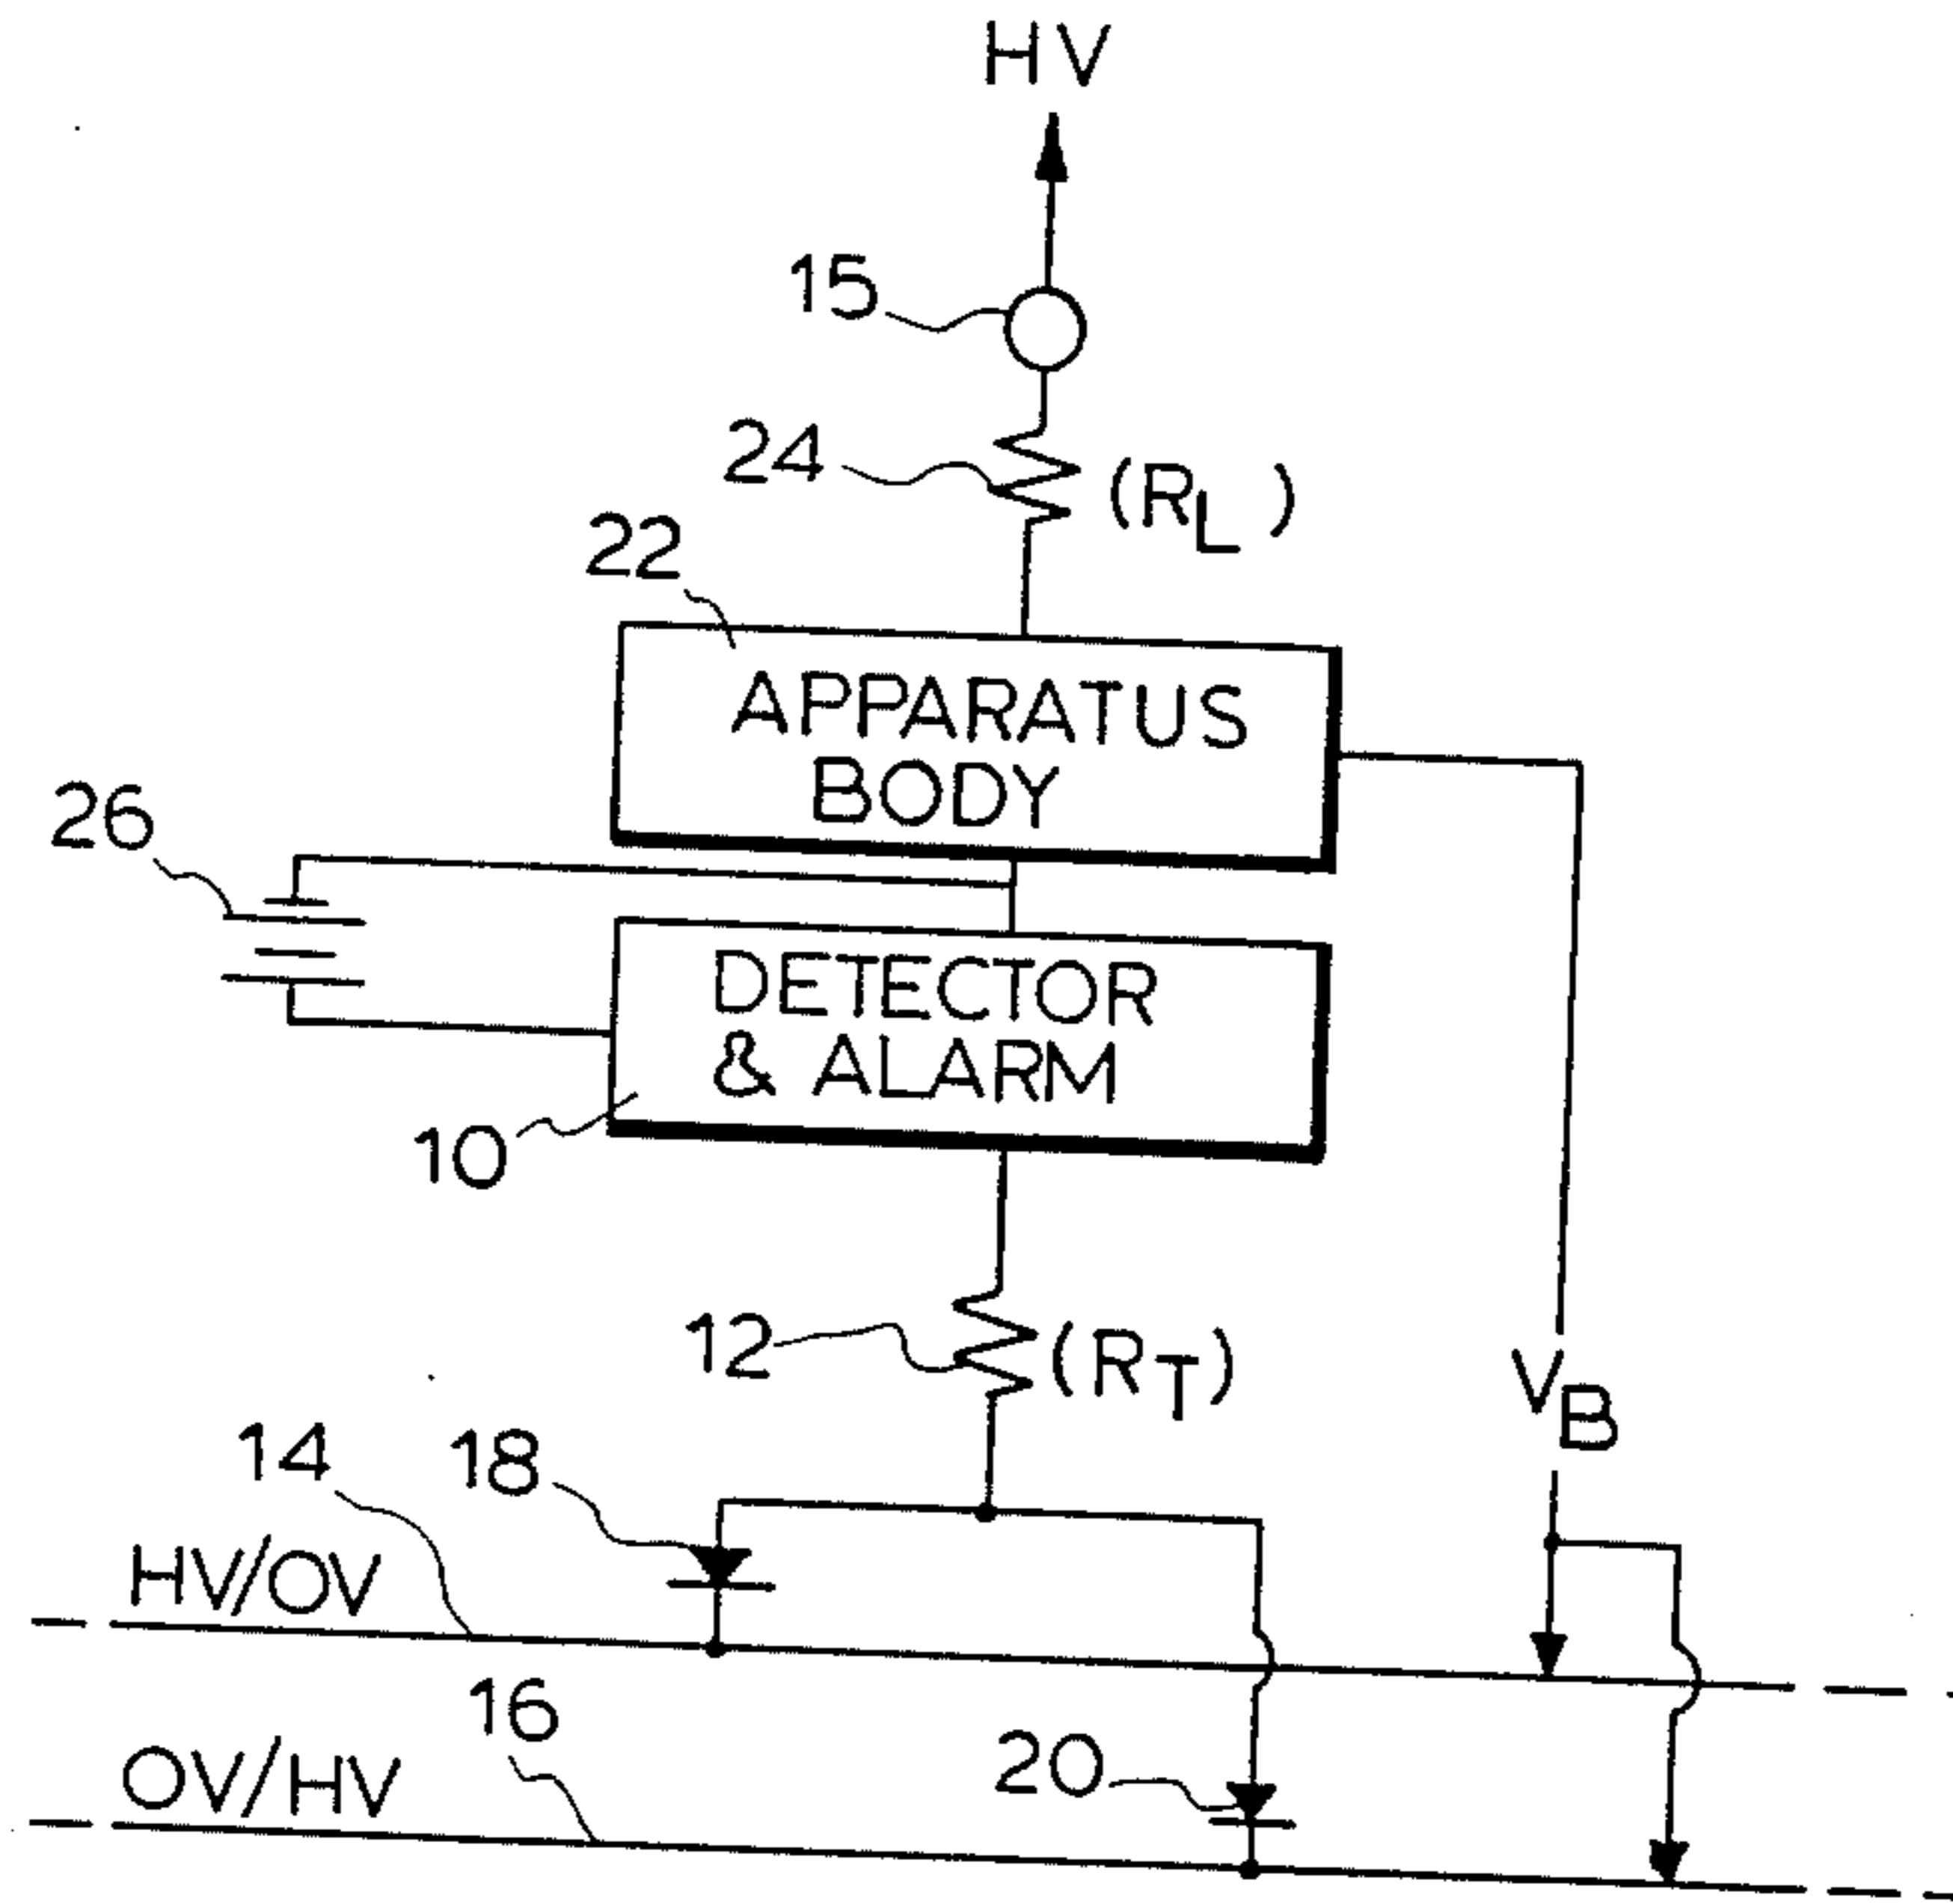 HV
15
24
(RL)
22
APPARATUS
BODY
26
DETECTOR
& ALARM
10
12
(RT)
VB
14
18
HV/OV
16
20
OV/HV